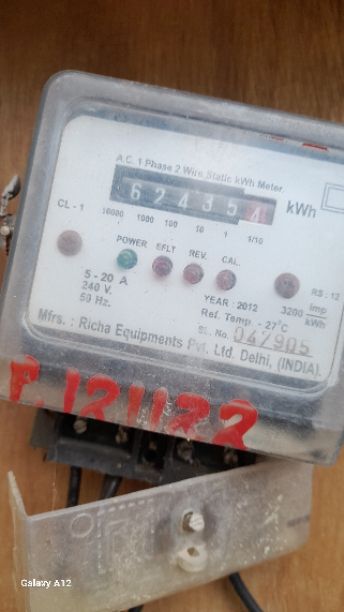 A.C. 1 Phase 2 Wire Static kWh Meter.
6 2 4 3 5 4 kWh
CL - 1
10000 1000 100 10 1 1/10
POWER EFLT REV. CAL.
RS : 12
5 - 20 A
240 V.
50 Hz.
3200 imp/kWh
YEAR : 2012
Ref. Temp. - 27°C
SL. No. 047905
Mfrs. : Richa Equipments Pvt. Ltd. Delhi, (INDIA).
Galaxy A12